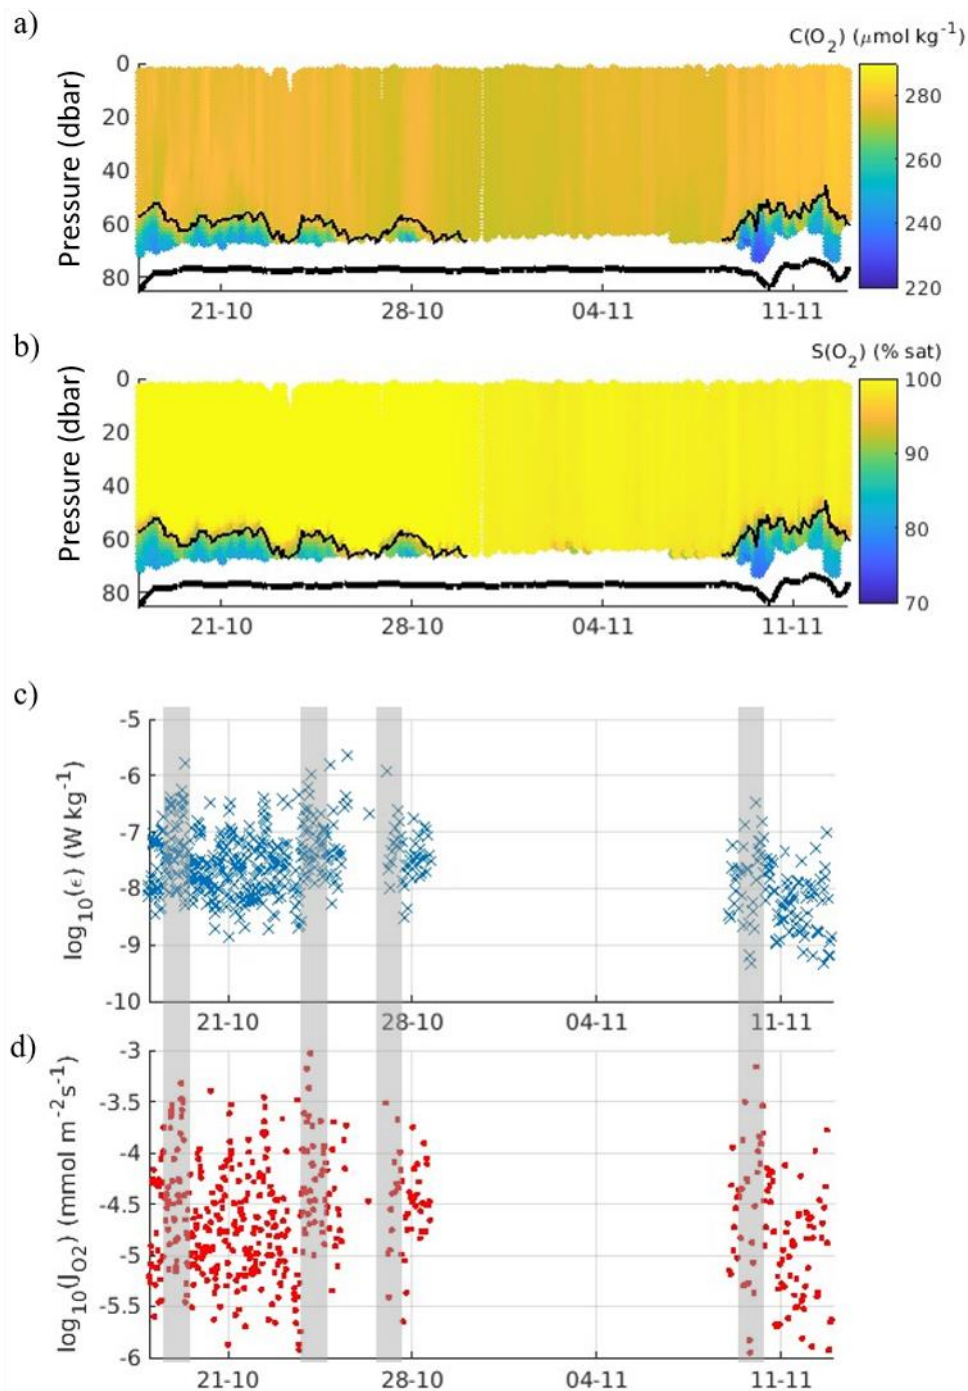 a)
C(O2) (μmol kg-1)
Pressure (dbar)
0
20
40
60
80
280
260
240
220
21-10 28-10 04-11 11-11
b)
S(O2) (% sat)
Pressure (dbar)
0
20
40
60
80
100
90
80
70
21-10 28-10 04-11 11-11
c)
log10(ϵ) (W kg-1)
-5
-6
-7
-8
-9
-10
21-10 28-10 04-11 11-11
d)
log10(JO2) (mmol m-2s-1)
-3
-3.5
-4
-4.5
-5
-5.5
-6
21-10 28-10 04-11 11-11